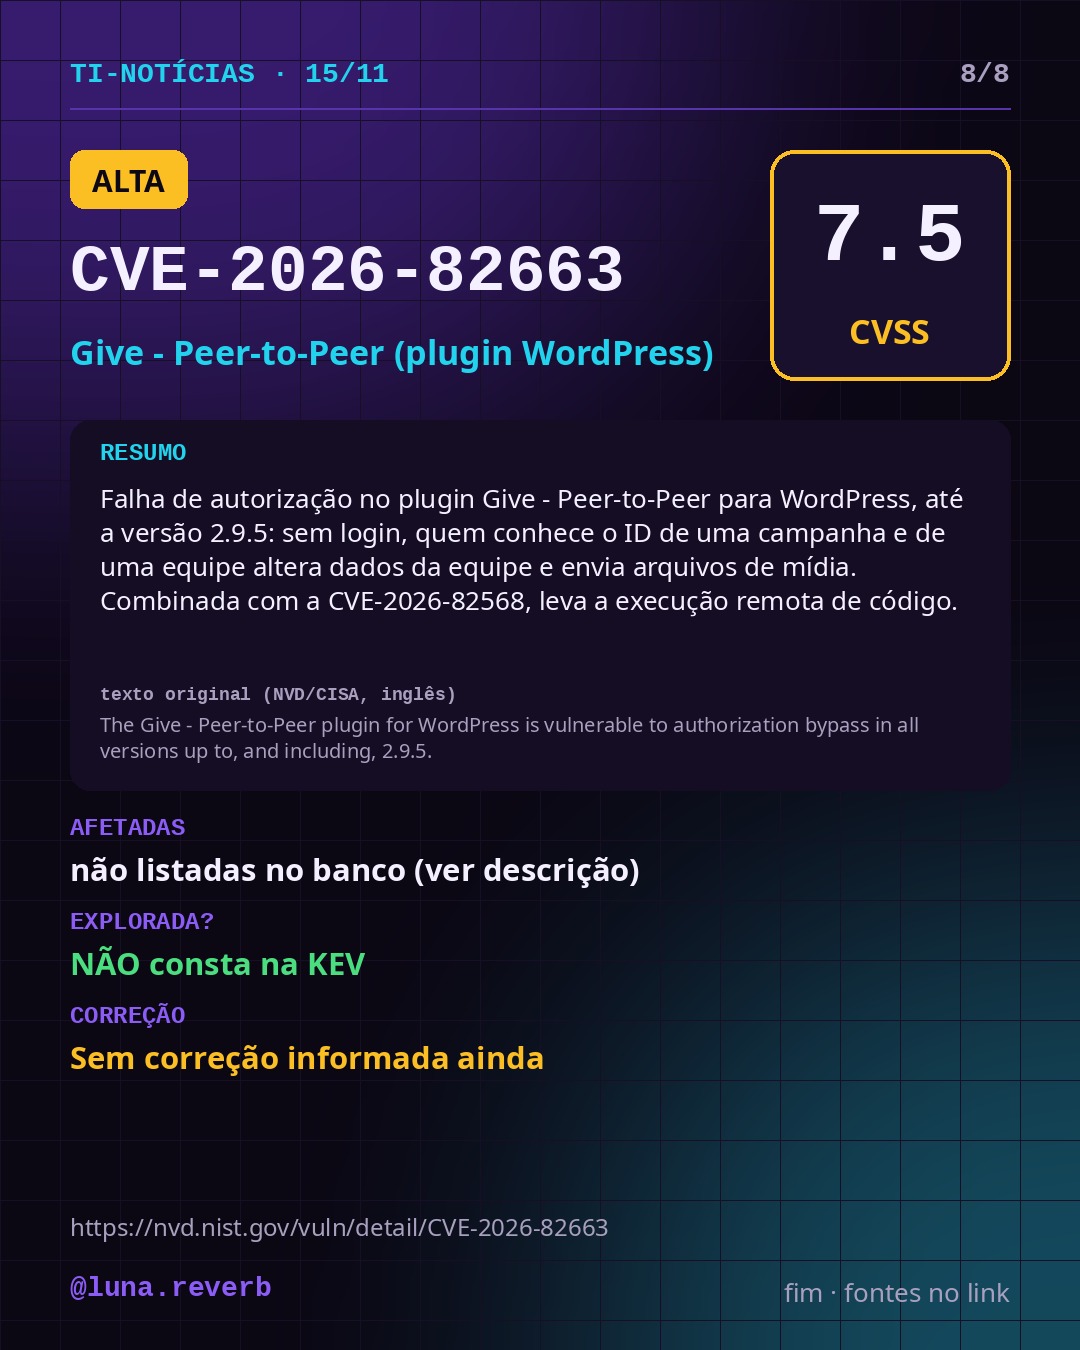 TI-NOTÍCIAS · 15/11
8/8
ALTA
CVE-2026-82663
Give - Peer-to-Peer (plugin WordPress)
7.5
CVSS
RESUMO
Falha de autorização no plugin Give - Peer-to-Peer para WordPress, até
a versão 2.9.5: sem login, quem conhece o ID de uma campanha e de
uma equipe altera dados da equipe e envia arquivos de mídia.
Combinada com a CVE-2026-82568, leva a execução remota de código.
texto original (NVD/CISA, inglês)
The Give - Peer-to-Peer plugin for WordPress is vulnerable to authorization bypass in all
versions up to, and including, 2.9.5.
AFETADAS
não listadas no banco (ver descrição)
EXPLORADA?
NÃO consta na KEV
CORREÇÃO
Sem correção informada ainda
https://nvd.nist.gov/vuln/detail/CVE-2026-82663
@luna.reverb
fim · fontes no link